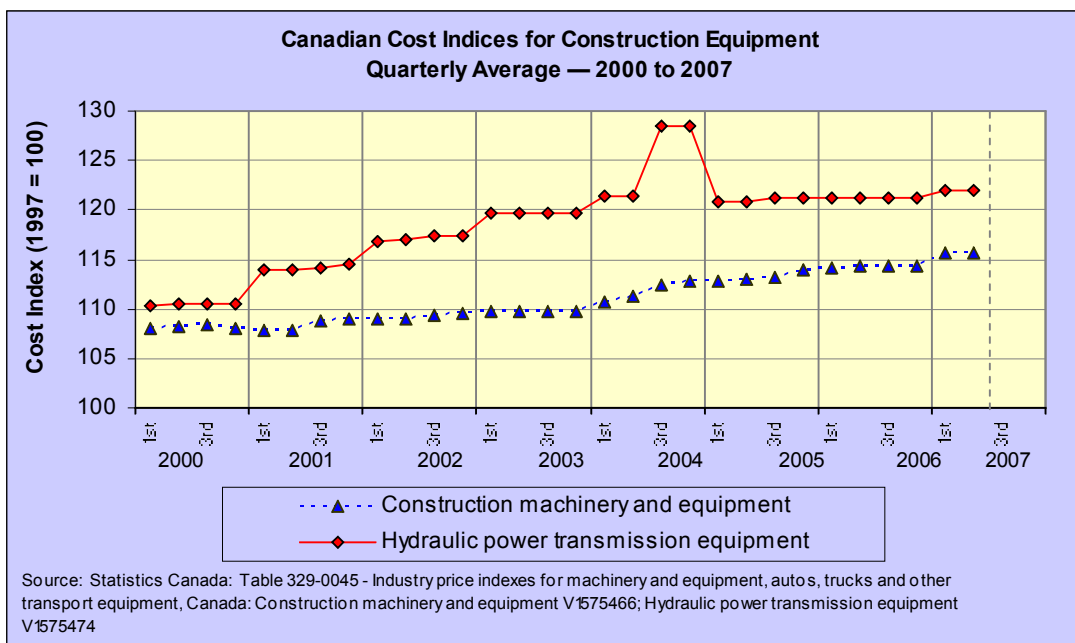 Canadian Cost Indices for Construction Equipment
Quarterly Average — 2000 to 2007
Cost Index (1997 = 100)
130
125
120
115
110
105
100
1st 3rd 1st 3rd 1st 3rd 1st 3rd 1st 3rd 1st 3rd 1st 3rd 1st 3rd
2000 2001 2002 2003 2004 2005 2006 2007
Construction machinery and equipment
Hydraulic power transmission equipment
Source: Statistics Canada: Table 329-0045 - Industry price indexes for machinery and equipment, autos, trucks and other
transport equipment, Canada: Construction machinery and equipment V1575466; Hydraulic power transmission equipment
V1575474